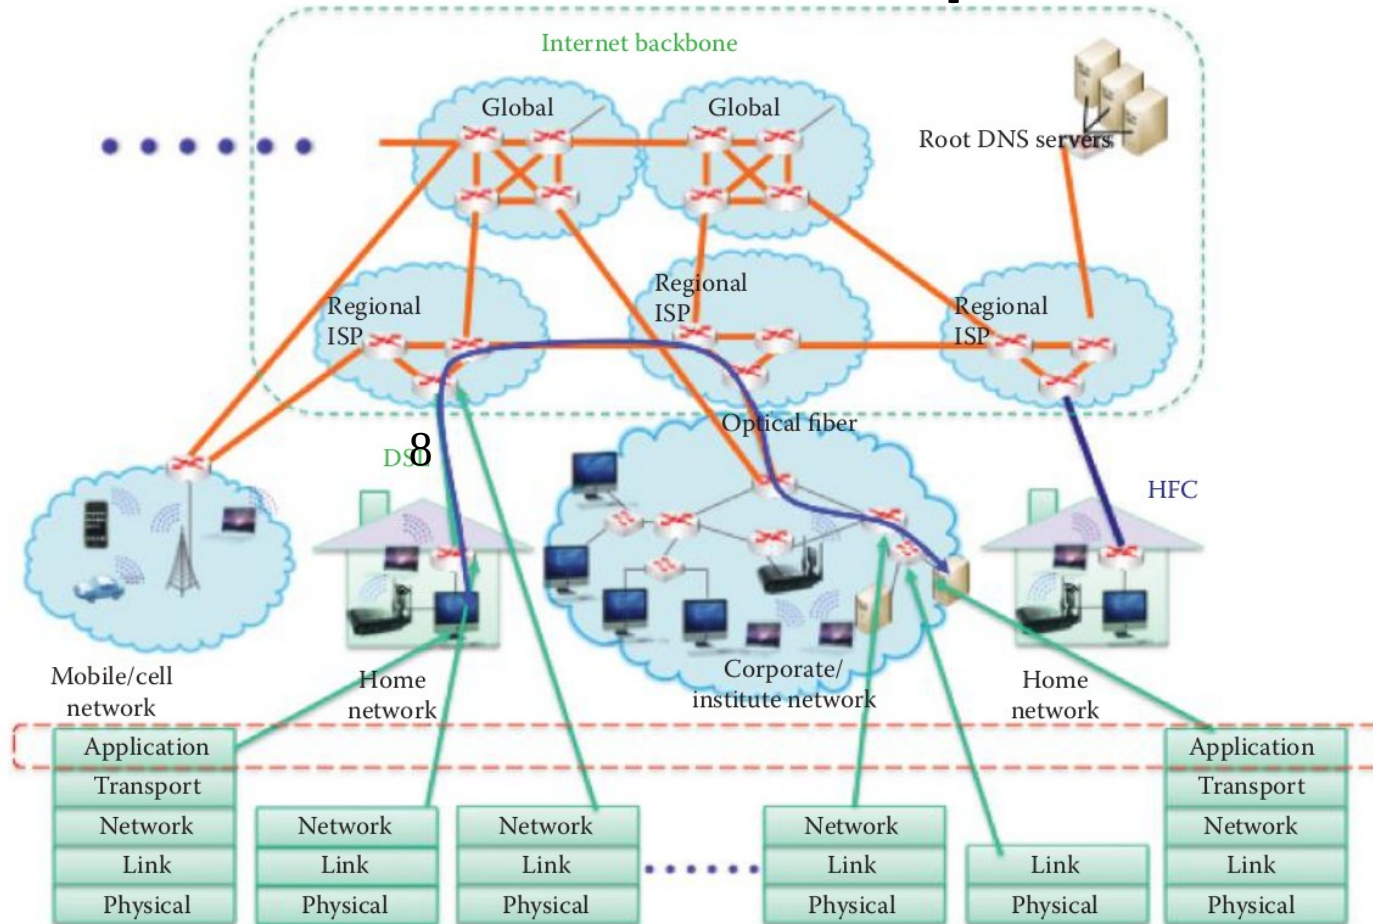 Internet backbone
Global
Global
Root DNS servers
Regional
ISP
Regional
ISP
Regional
ISP
Optical fiber
8
HFC
Mobile/cell
network
Home
network
Corporate/
institute network
Home
network
Application
Transport
Network
Link
Physical
Network
Link
Physical
Network
Link
Physical
Network
Link
Physical
Link
Physical
Application
Transport
Network
Link
Physical